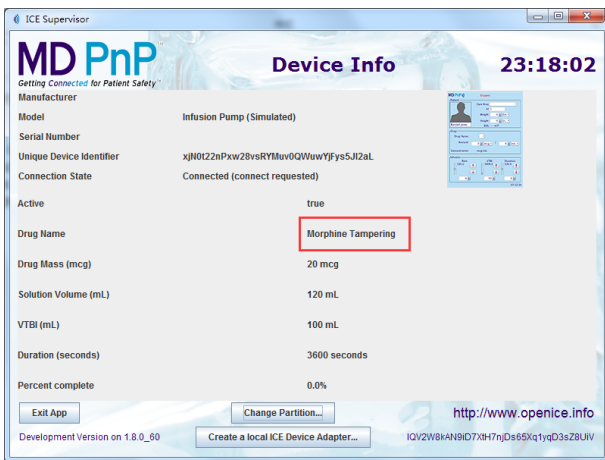 ICE Supervisor
MD PnP
Getting Connected for Patient Safety™
Device Info
23:18:02
Manufacturer
Model Infusion Pump (Simulated)
Serial Number
Unique Device Identifier xjN0t22nPxw28vsRYMuv0QWuwYjFys5Jl2aL
Connection State Connected (connect requested)
Active true
Drug Name Morphine Tampering
Drug Mass (mcg) 20 mcg
Solution Volume (mL) 120 mL
VTBI (mL) 100 mL
Duration (seconds) 3600 seconds
Percent complete 0.0%
Exit App Change Partition... http://www.openice.info
Development Version on 1.8.0_60 Create a local ICE Device Adapter... IQV2W8kAN9iD7XtH7njDs65Xq1yqD3sZ8UiV